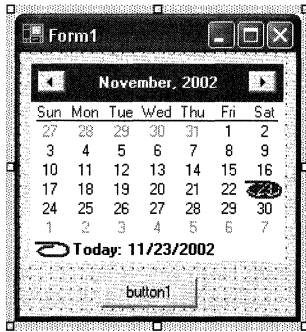 Form1
November, 2002
Sun Mon Tue Wed Thu Fri Sat
27 28 29 30 31 1 2
3 4 5 6 7 8 9
10 11 12 13 14 15 16
17 18 19 20 21 22 23
24 25 26 27 28 29 30
1 2 3 4 5 6 7
Today: 11/23/2002
button1